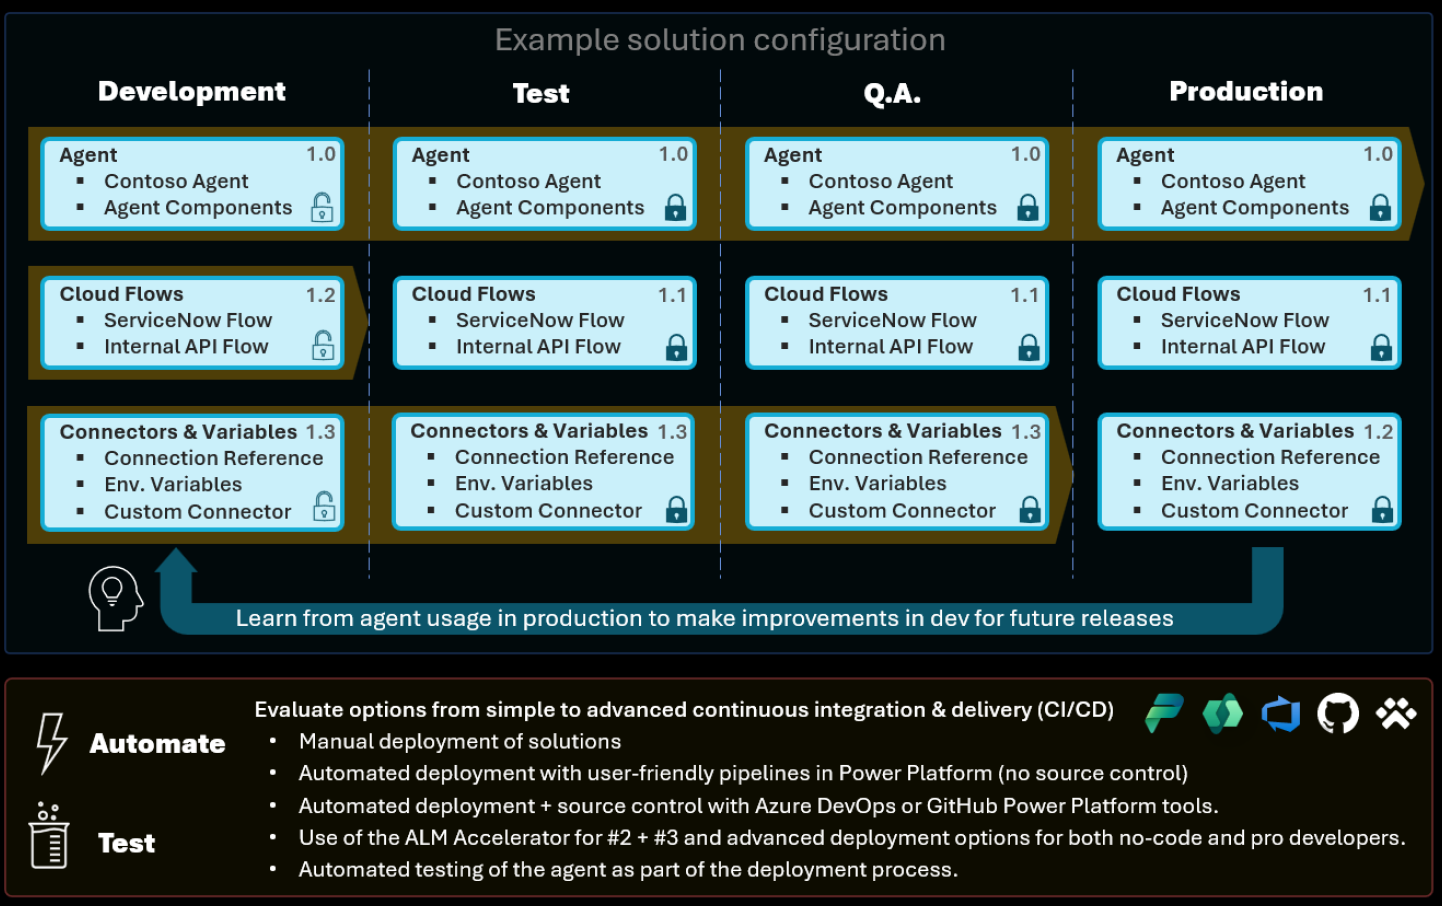 Example solution configuration
Development
Test
Q.A.
Production
Agent 1.0
▪ Contoso Agent
▪ Agent Components
Agent 1.0
▪ Contoso Agent
▪ Agent Components
Agent 1.0
▪ Contoso Agent
▪ Agent Components
Agent 1.0
▪ Contoso Agent
▪ Agent Components
Cloud Flows 1.2
▪ ServiceNow Flow
▪ Internal API Flow
Cloud Flows 1.1
▪ ServiceNow Flow
▪ Internal API Flow
Cloud Flows 1.1
▪ ServiceNow Flow
▪ Internal API Flow
Cloud Flows 1.1
▪ ServiceNow Flow
▪ Internal API Flow
Connectors & Variables 1.3
▪ Connection Reference
▪ Env. Variables
▪ Custom Connector
Connectors & Variables 1.3
▪ Connection Reference
▪ Env. Variables
▪ Custom Connector
Connectors & Variables 1.3
▪ Connection Reference
▪ Env. Variables
▪ Custom Connector
Connectors & Variables 1.2
▪ Connection Reference
▪ Env. Variables
▪ Custom Connector
Learn from agent usage in production to make improvements in dev for future releases
Automate
Test
Evaluate options from simple to advanced continuous integration & delivery (CI/CD)
• Manual deployment of solutions
• Automated deployment with user-friendly pipelines in Power Platform (no source control)
• Automated deployment + source control with Azure DevOps or GitHub Power Platform tools.
• Use of the ALM Accelerator for #2 + #3 and advanced deployment options for both no-code and pro developers.
• Automated testing of the agent as part of the deployment process.